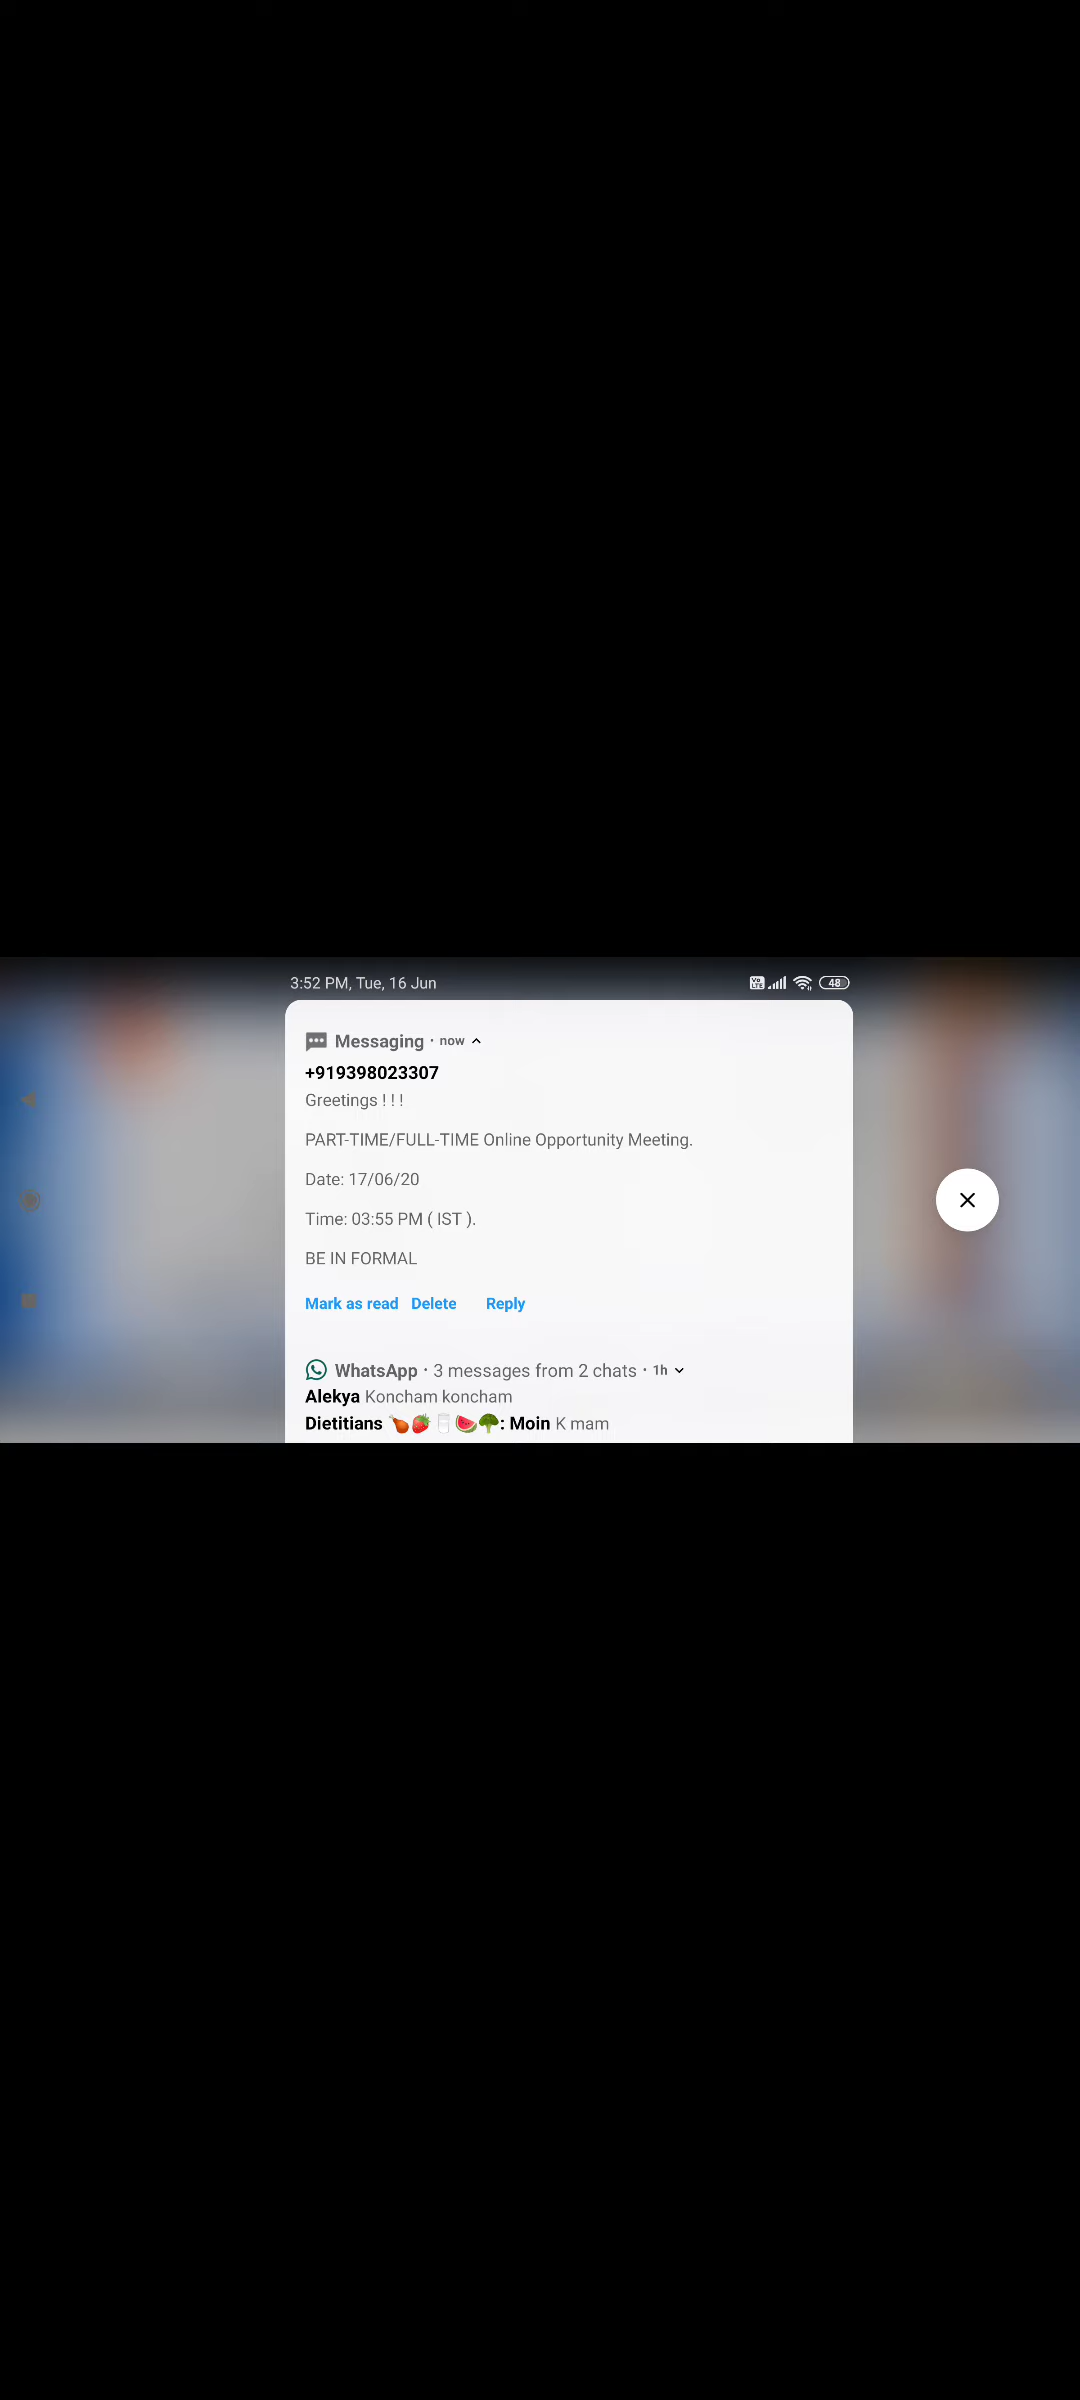 3:52 PM, Tue, 16 Jun
48
Messaging · now
+919398023307
Greetings ! ! !
PART-TIME/FULL-TIME Online Opportunity Meeting.
Date: 17/06/20
Time: 03:55 PM ( IST ).
BE IN FORMAL
Mark as read Delete Reply
WhatsApp · 3 messages from 2 chats · 1h
Alekya Koncham koncham
Dietitians 🍗🍓🥛🍉🥦: Moin K mam